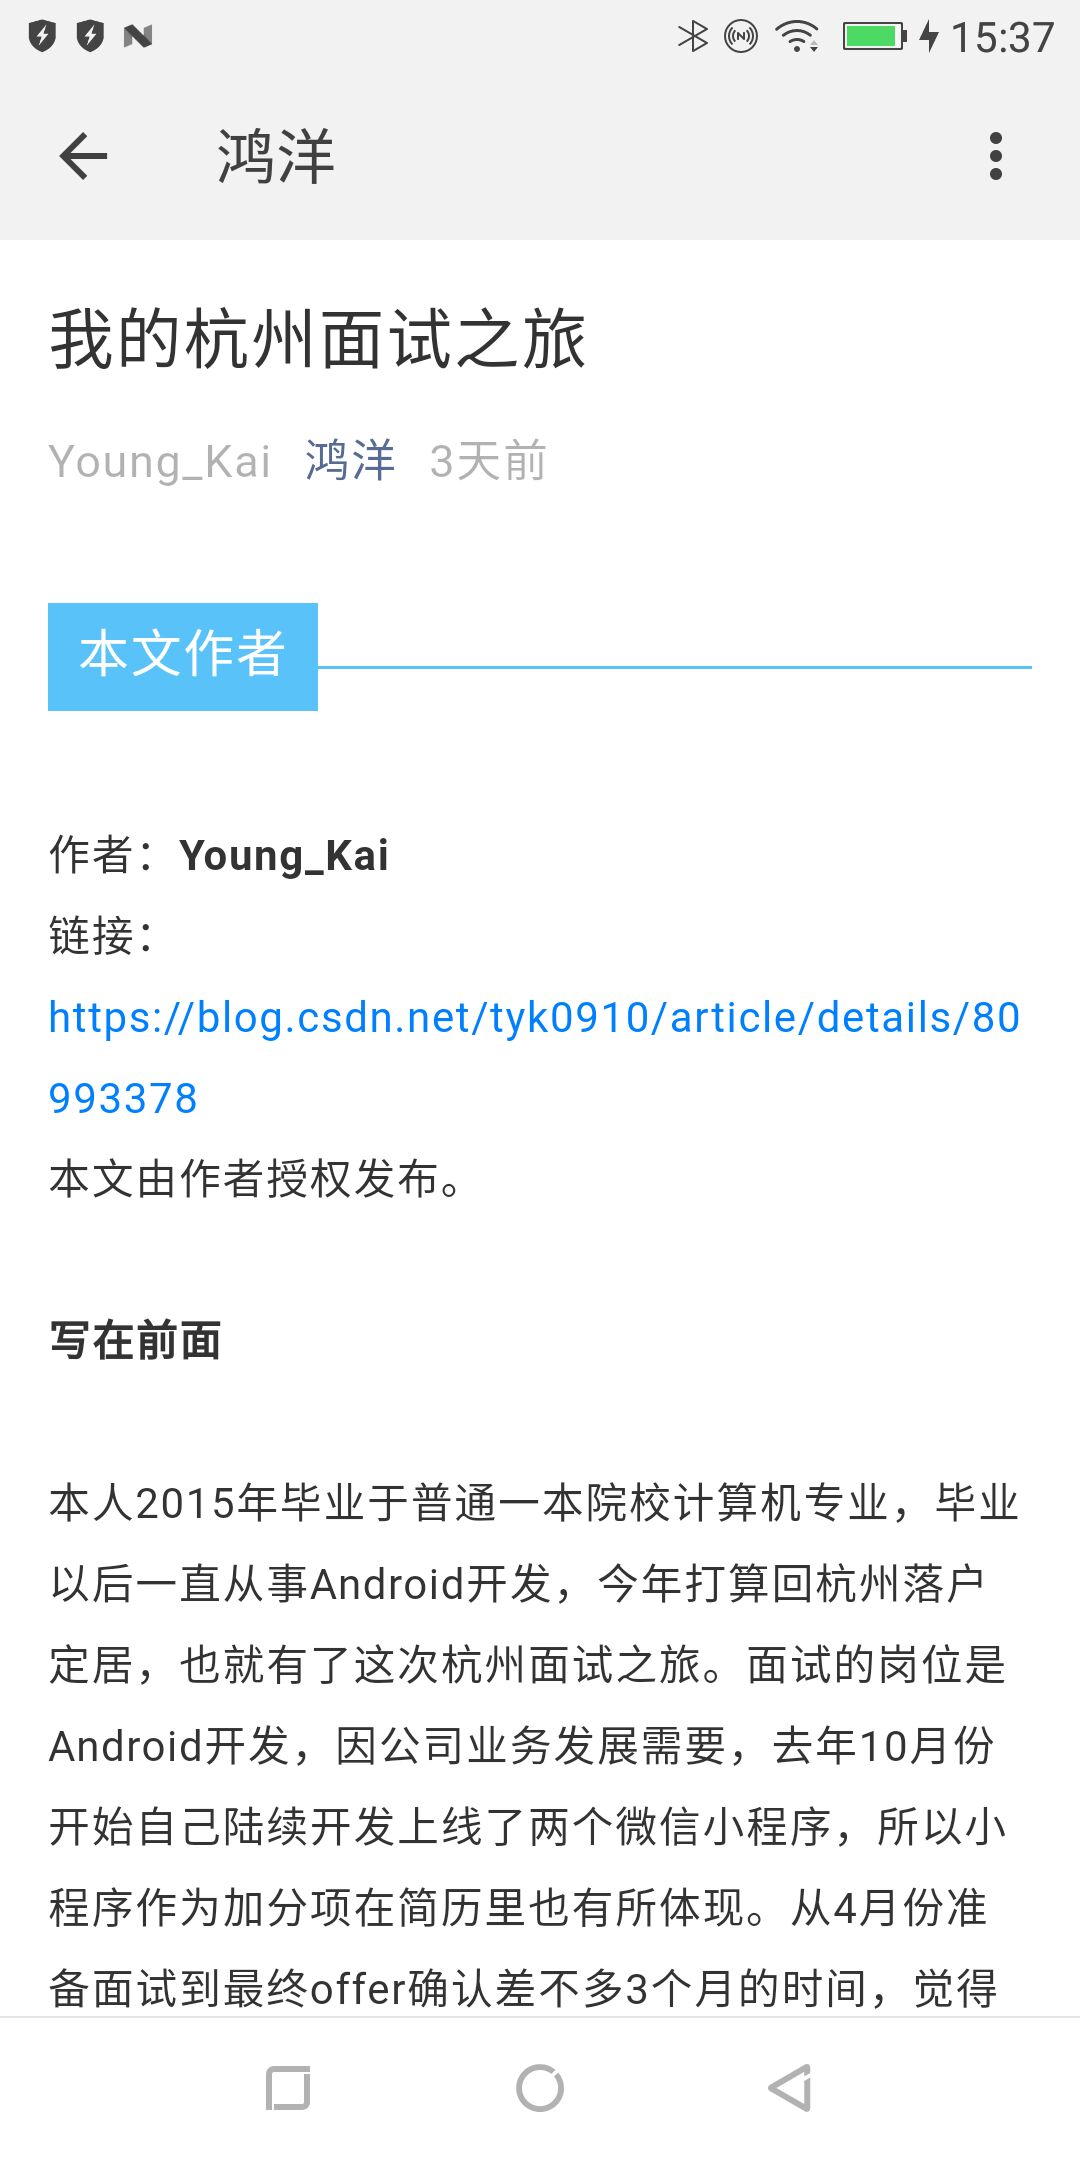 15:37
鸿洋
我的杭州面试之旅
Young_Kai 鸿洋 3天前
本文作者
作者：Young_Kai
链接：
https://blog.csdn.net/tyk0910/article/details/80
993378
本文由作者授权发布。
写在前面
本人2015年毕业于普通一本院校计算机专业，毕业
以后一直从事Android开发，今年打算回杭州落户
定居，也就有了这次杭州面试之旅。面试的岗位是
Android开发，因公司业务发展需要，去年10月份
开始自己陆续开发上线了两个微信小程序，所以小
程序作为加分项在简历里也有所体现。从4月份准
备面试到最终offer确认差不多3个月的时间，觉得